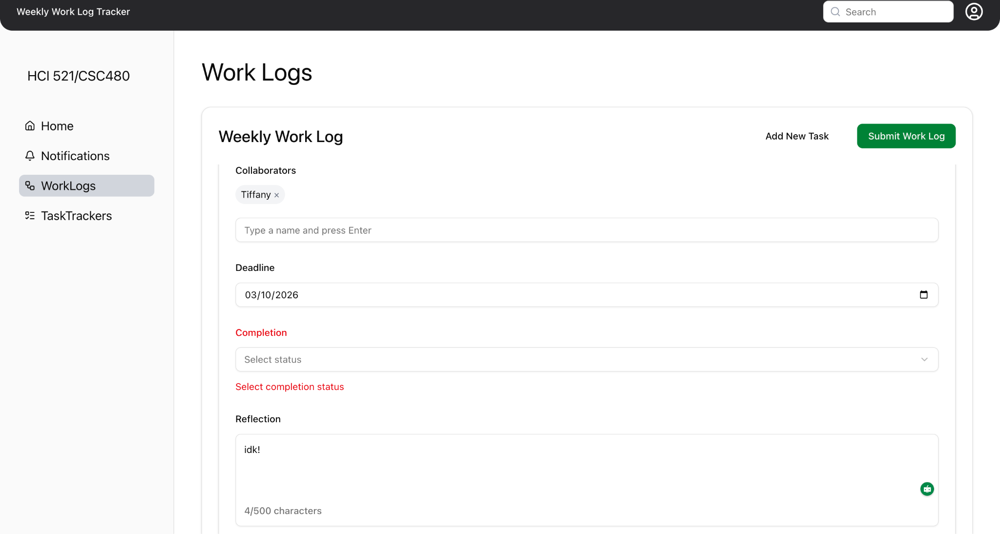 Weekly Work Log Tracker
Search
HCI 521/CSC480
Home
Notifications
WorkLogs
TaskTrackers
Work Logs
Weekly Work Log
Add New Task
Submit Work Log
Collaborators
Tiffany ×
Type a name and press Enter
Deadline
03/10/2026
Completion
Select status
Select completion status
Reflection
idk!
4/500 characters